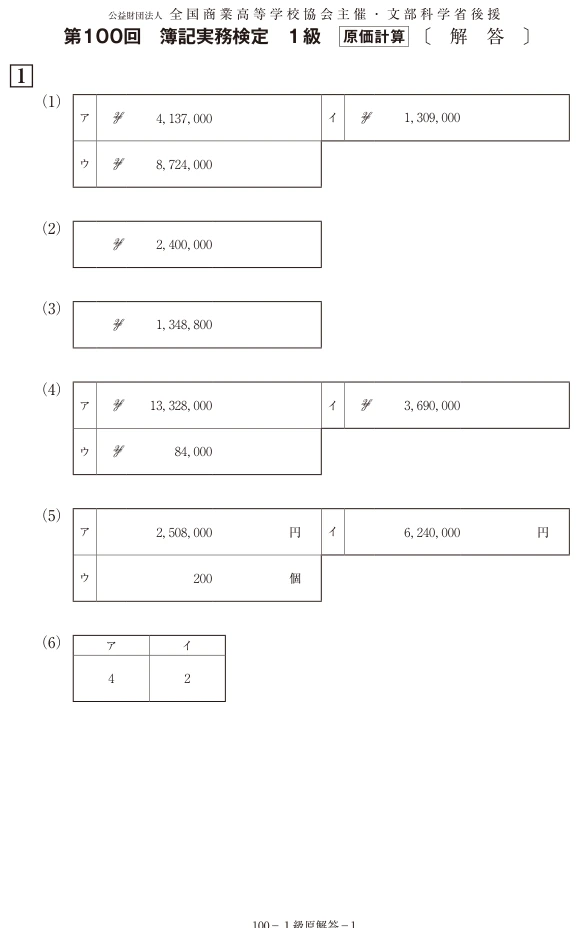 公益財団法人 全国商業高等学校協会主催・文部科学省後援
第100回 簿記実務検定 1級 原価計算 〔解答〕
1
(1)
ア ¥ 4,137,000 イ ¥ 1,309,000
ウ ¥ 8,724,000
(2)
¥ 2,400,000
(3)
¥ 1,348,800
(4)
ア ¥ 13,328,000 イ ¥ 3,690,000
ウ ¥ 84,000
(5)
ア 2,508,000 円 イ 6,240,000 円
ウ 200 個
(6)
ア イ
4 2
100－1級原解答－1